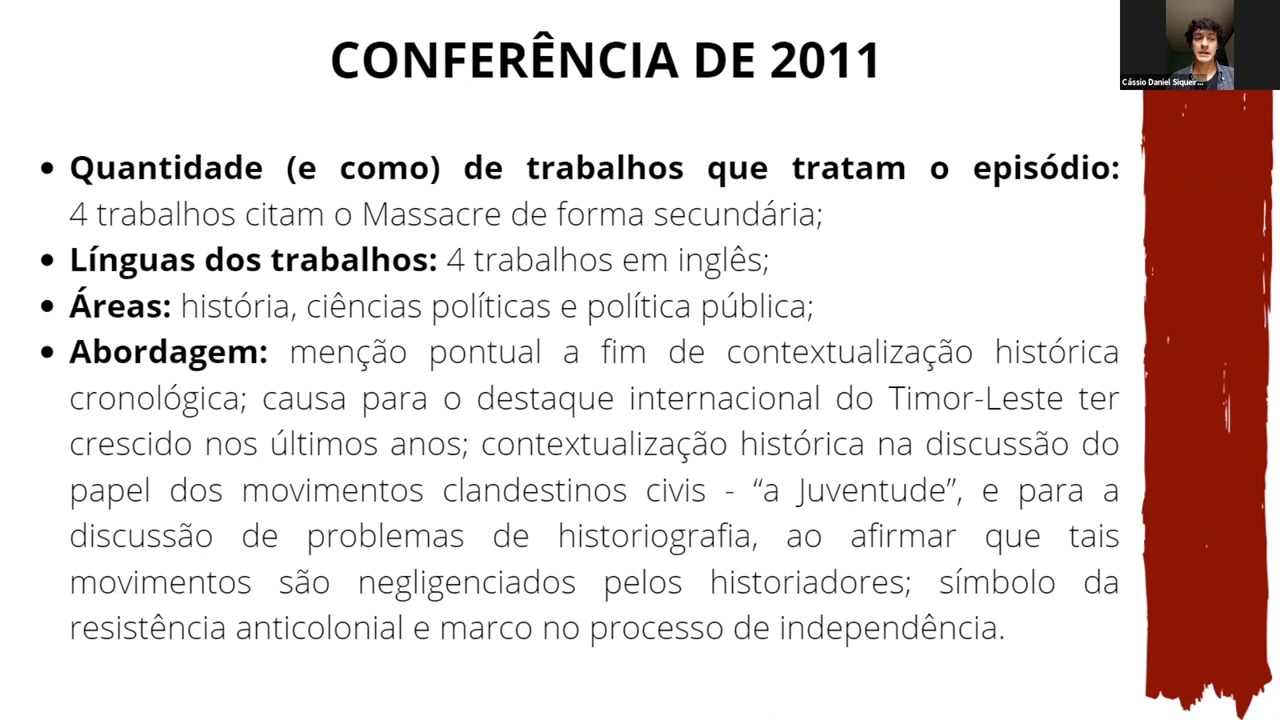 CONFERÊNCIA DE 2011
Cássio Daniel Siqueir...
• Quantidade (e como) de trabalhos que tratam o episódio:
4 trabalhos citam o Massacre de forma secundária;
• Línguas dos trabalhos: 4 trabalhos em inglês;
• Áreas: história, ciências políticas e política pública;
• Abordagem: menção pontual a fim de contextualização histórica
cronológica; causa para o destaque internacional do Timor-Leste ter
crescido nos últimos anos; contextualização histórica na discussão do
papel dos movimentos clandestinos civis - “a Juventude”, e para a
discussão de problemas de historiografia, ao afirmar que tais
movimentos são negligenciados pelos historiadores; símbolo da
resistência anticolonial e marco no processo de independência.